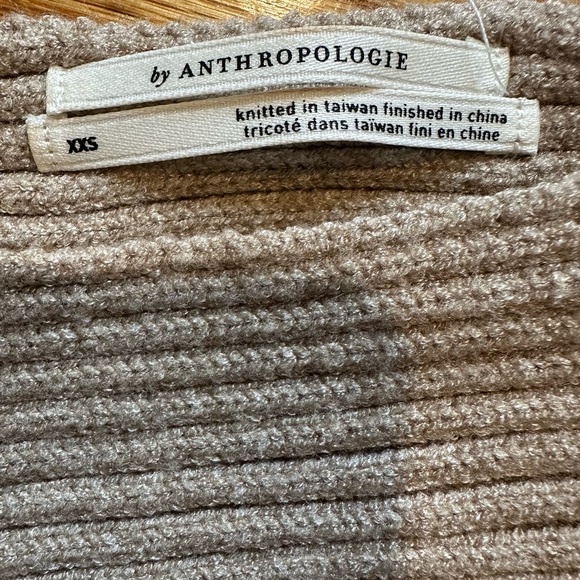 by ANTHROPOLOGIE
knitted in taiwan finished in china
tricoté dans taïwan fini en chine
XXS